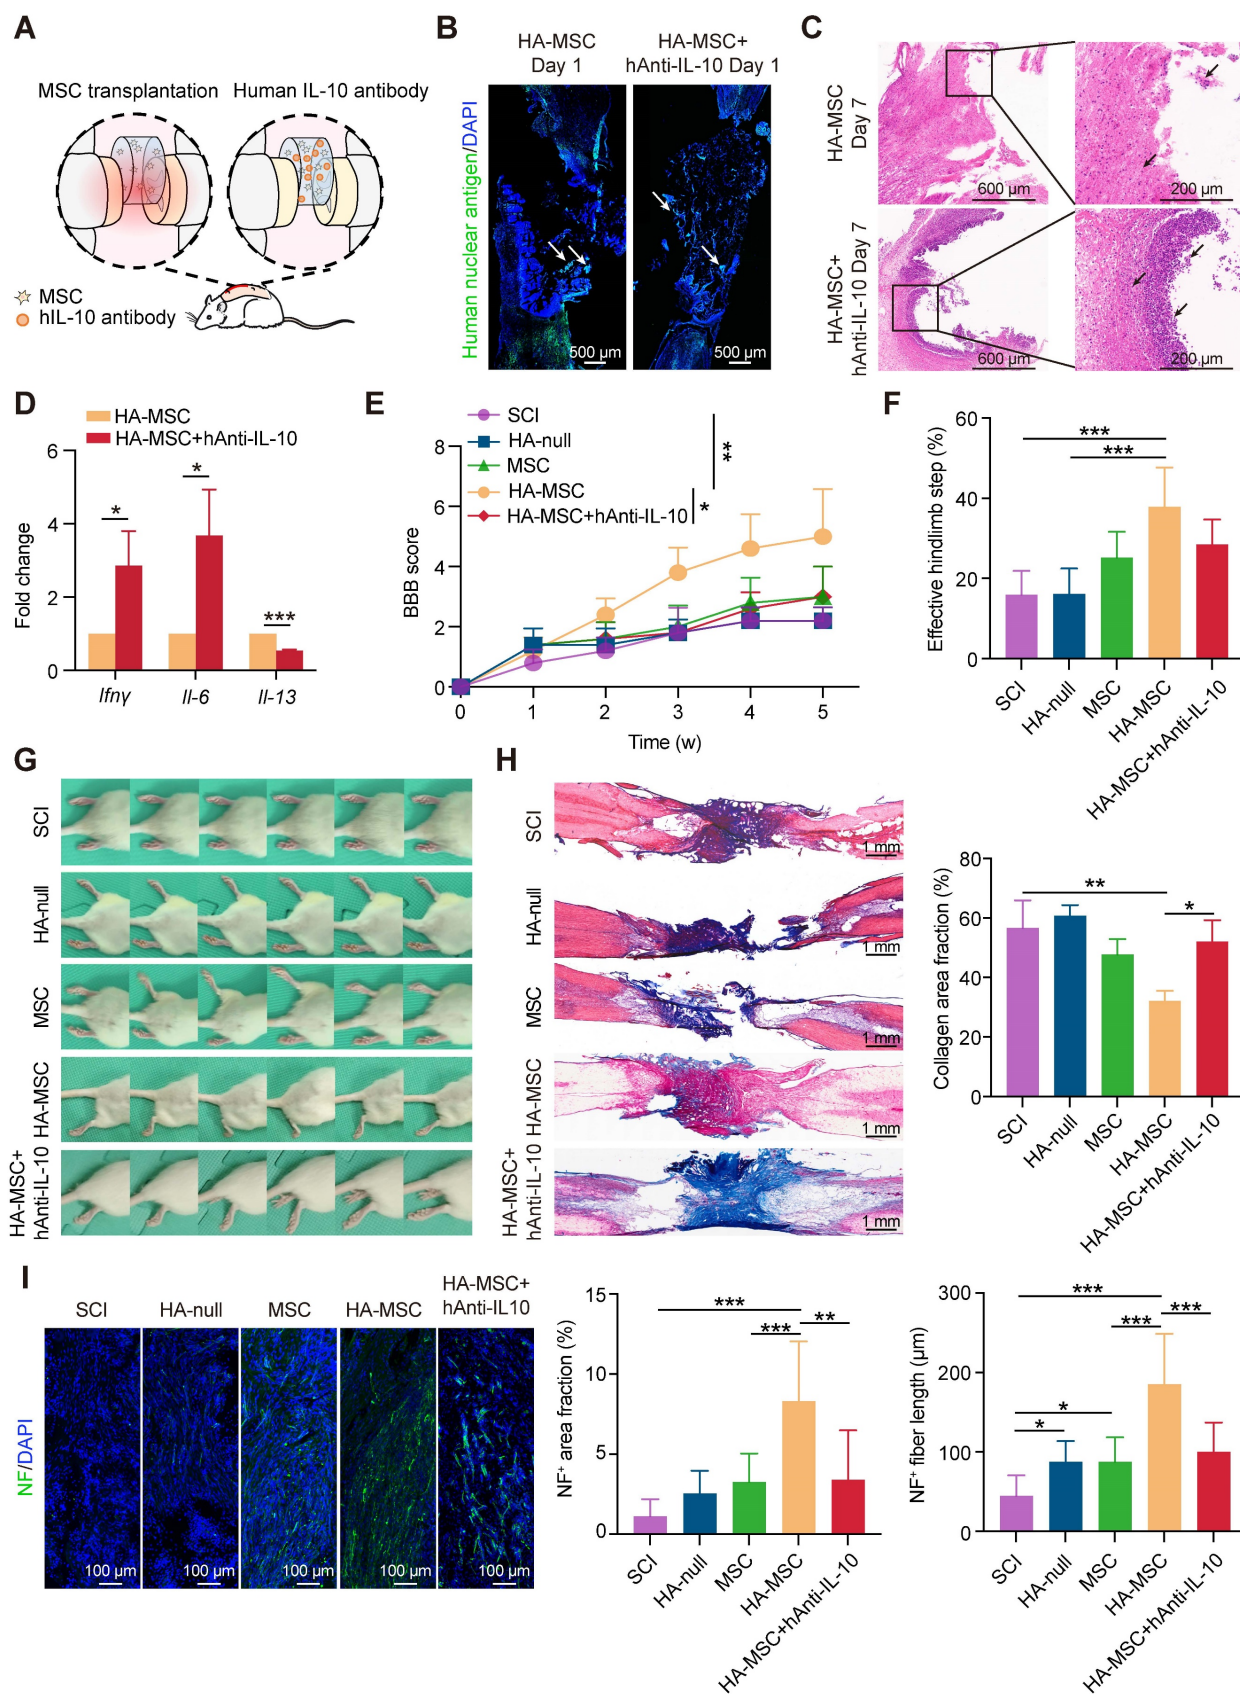 A
MSC transplantation
Human IL-10 antibody
MSC
hIL-10 antibody
B
HA-MSC
Day 1
HA-MSC+
hAnti-IL-10 Day 1
Human nuclear antigen/DAPI
500 µm
500 µm
C
HA-MSC
Day 7
HA-MSC+
hAnti-IL-10 Day 7
600 µm
200 µm
600 µm
200 µm
D
HA-MSC
HA-MSC+hAnti-IL-10
Fold change
6
4
2
0
*
*
***
Ifnγ
Il-6
Il-13
E
SCI
HA-null
MSC
HA-MSC
HA-MSC+hAnti-IL-10
**
*
BBB score
8
6
4
2
0
0
1
2
3
4
5
Time (w)
F
Effective hindlimb step (%)
60
40
20
0
***
***
SCI
HA-null
MSC
HA-MSC
HA-MSC+hAnti-IL-10
G
SCI
HA-null
MSC
HA-MSC
HA-MSC+
hAnti-IL-10
H
SCI
HA-null
MSC
HA-MSC
HA-MSC+
hAnti-IL-10
1 mm
1 mm
1 mm
1 mm
1 mm
Collagen area fraction (%)
80
60
40
20
0
**
*
SCI
HA-null
MSC
HA-MSC
HA-MSC+hAnti-IL-10
I
SCI
HA-null
MSC
HA-MSC
HA-MSC+
hAnti-IL10
NF/DAPI
100 µm
100 µm
100 µm
100 µm
100 µm
NF⁺ area fraction (%)
15
10
5
0
***
***
**
SCI
HA-null
MSC
HA-MSC
HA-MSC+hAnti-IL-10
NF⁺ fiber length (µm)
300
200
100
0
***
***
***
*
*
SCI
HA-null
MSC
HA-MSC
HA-MSC+hAnti-IL-10